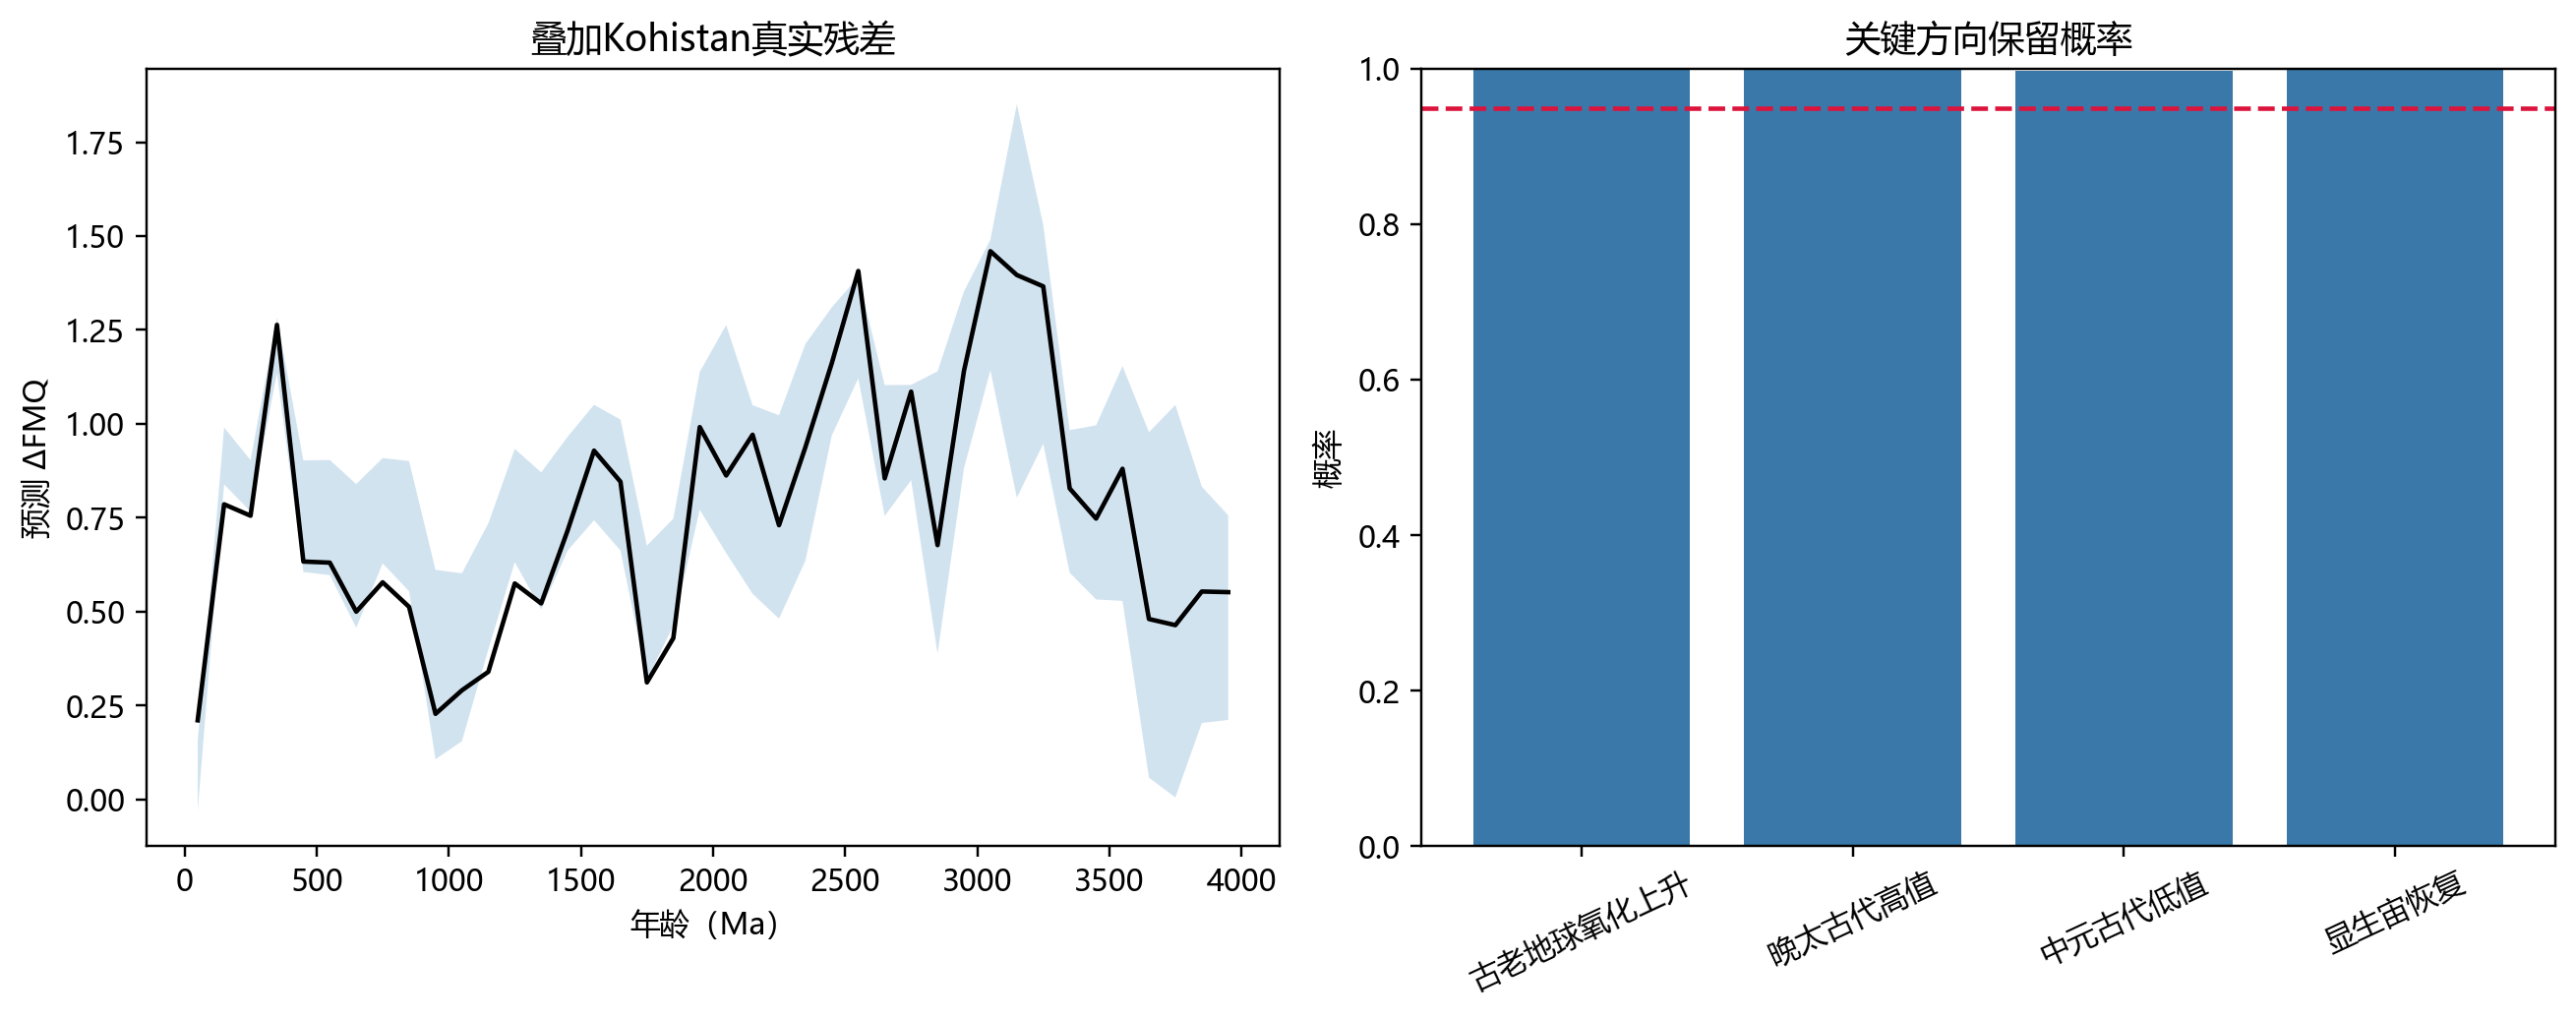 叠加Kohistan真实残差
预测 ΔFMQ
1.75
1.50
1.25
1.00
0.75
0.50
0.25
0.00
0 500 1000 1500 2000 2500 3000 3500 4000
年龄（Ma）
关键方向保留概率
概率
1.0
0.8
0.6
0.4
0.2
0.0
古老地球氧化上升
晚太古代高值
中元古代低值
显生宙恢复